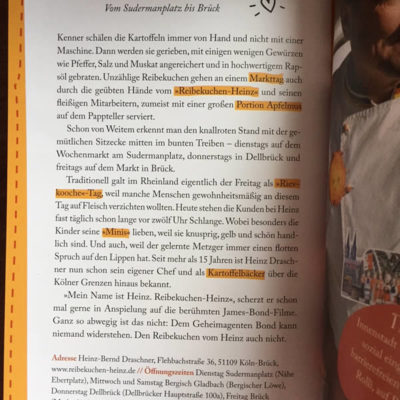 Vom Sudermanplatz bis Brück
Kenner schälen die Kartoffeln immer von Hand und nicht mit einer
Maschine. Dann werden sie gerieben, mit einigen wenigen Gewürzen
wie Pfeffer, Salz und Muskat angereichert und in hochwertigem Rap-
söl gebraten. Unzählige Reibekuchen gehen an einem Markttag auch
durch die geübten Hände vom »Reibekuchen-Heinz« und seinen
fleißigen Mitarbeitern, zumeist mit einer großen Portion Apfelmus
auf dem Pappteller serviert.
Schon von Weitem erkennt man den knallroten Stand mit der ge-
mütlichen Sitzecke mitten im bunten Treiben – dienstags auf dem
Wochenmarkt am Sudermanplatz, donnerstags in Dellbrück und
freitags auf dem Markt in Brück.
Traditionell galt im Rheinland eigentlich der Freitag als »Riev-
kooche«-Tag, weil manche Menschen gewohnheitsmäßig an diesem
Tag auf Fleisch verzichten wollten. Heute stehen die Kunden bei Heinz
fast täglich schon lange vor zwölf Uhr Schlange. Wobei besonders die
Kinder seine »Minis« lieben, weil sie knusprig, gelb und schön hand-
lich sind. Und auch, weil der gelernte Metzger immer einen flotten
Spruch auf den Lippen hat. Seit mehr als 15 Jahren ist Heinz Drasch-
ner nun schon sein eigener Chef und als Kartoffelbäcker über die
Kölner Grenzen hinaus bekannt.
»Mein Name ist Heinz. Reibekuchen-Heinz«, scherzt er schon
mal gerne in Anspielung auf die berühmten James-Bond-Filme.
Ganz so abwegig ist das nicht: Dem Geheimagenten Bond kann
niemand widerstehen. Den Reibekuchen vom Heinz auch nicht.
Adresse Heinz-Bernd Draschner, Flehbachstraße 36, 51109 Köln-Brück,
www.reibekuchen-heinz.de // Öffnungszeiten Dienstag Sudermanplatz (Nähe
Ebertplatz), Mittwoch und Samstag Bergisch Gladbach (Bergischer Löwe),
Donnerstag Dellbrück (Dellbrücker Hauptstraße 100a), Freitag Brück
T
Innenstadt
sozial ein
barrierefreien
Rolli, auf